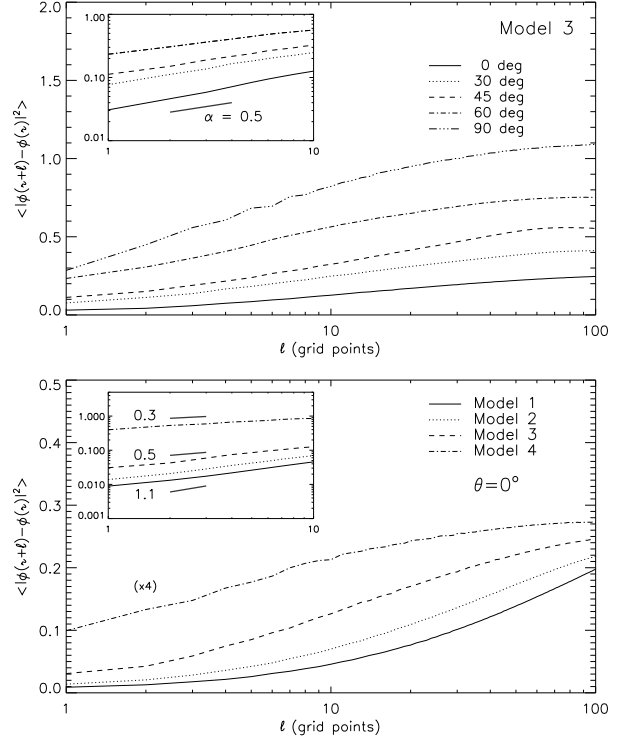 Model 3
0 deg
30 deg
45 deg
60 deg
90 deg
1.00
0.10
0.01
1
10
α = 0.5
2.0
1.5
1.0
0.5
0.0
<|ϕ(r+ℓ)−ϕ(r)|²>
1
10
100
ℓ (grid points)
Model 1
Model 2
Model 3
Model 4
θ=0°
1.000
0.100
0.010
0.001
0.3
0.5
1.1
1
10
(x4)
0.5
0.4
0.3
0.2
0.1
0.0
<|ϕ(r+ℓ)−ϕ(r)|²>
1
10
100
ℓ (grid points)